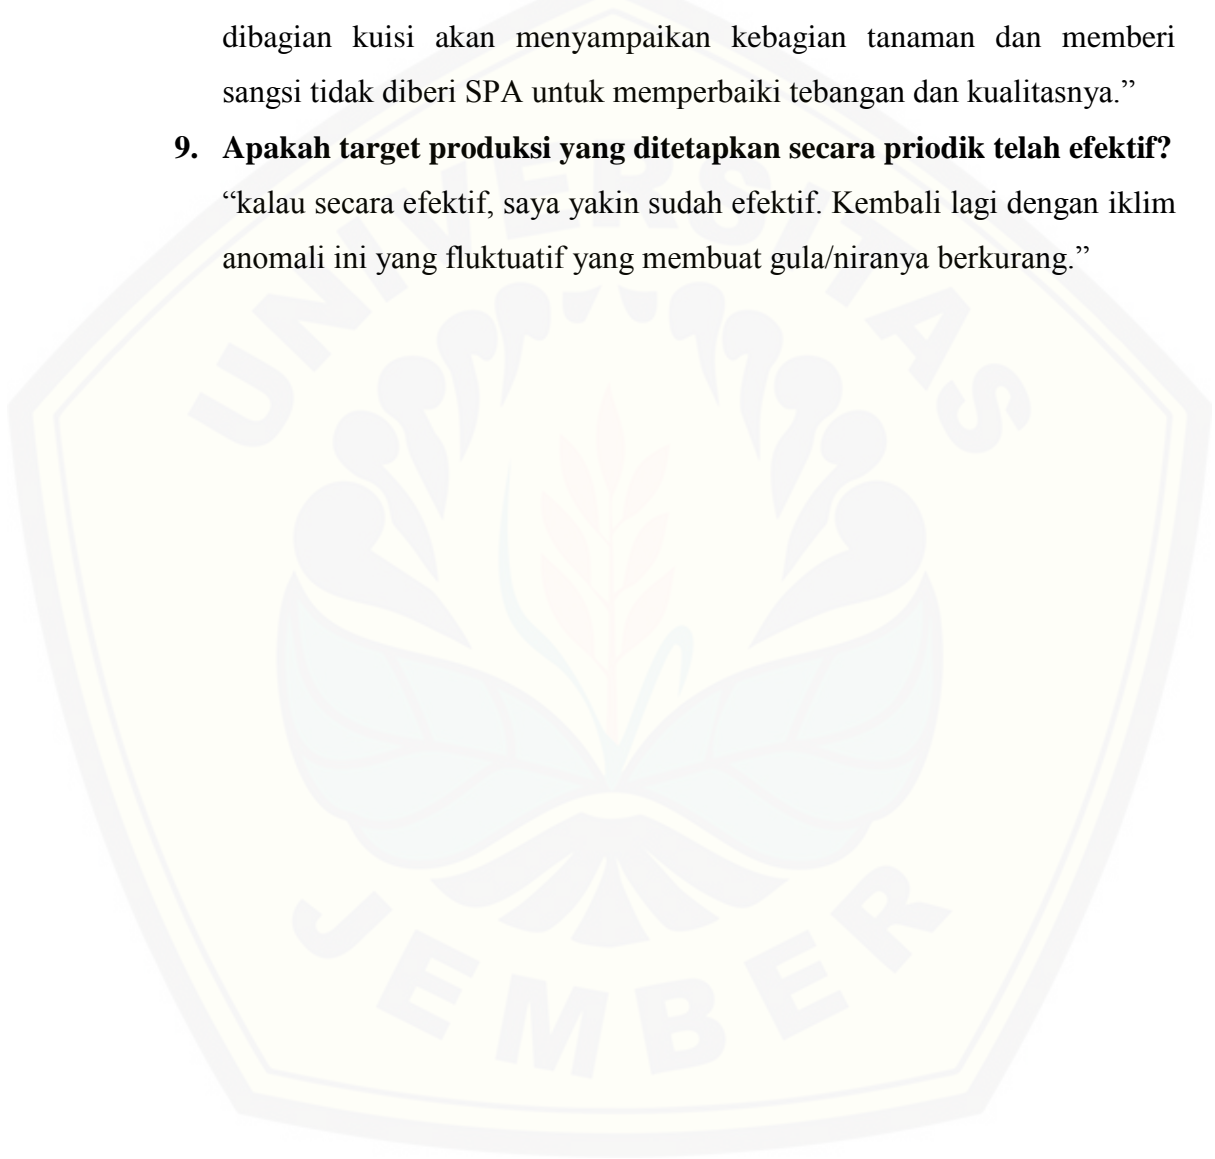 dibagian kuisi akan menyampaikan kebagian tanaman dan memberi
sangsi tidak diberi SPA untuk memperbaiki tebangan dan kualitasnya.”
9. Apakah target produksi yang ditetapkan secara priodik telah efektif?
“kalau secara efektif, saya yakin sudah efektif. Kembali lagi dengan iklim
anomali ini yang fluktuatif yang membuat gula/niranya berkurang.”
UNIVERSITAS
JEMBER